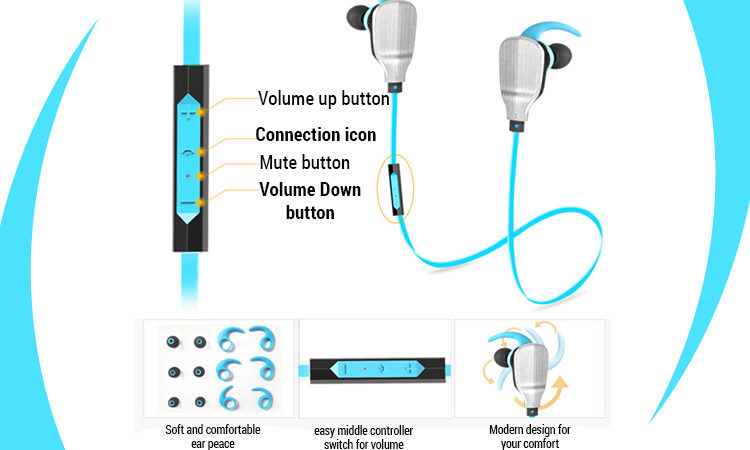 Volume up button
Connection icon
Mute button
Volume Down
button
Soft and comfortable
ear peace
easy middle controller
switch for volume
Modern design for
your comfort